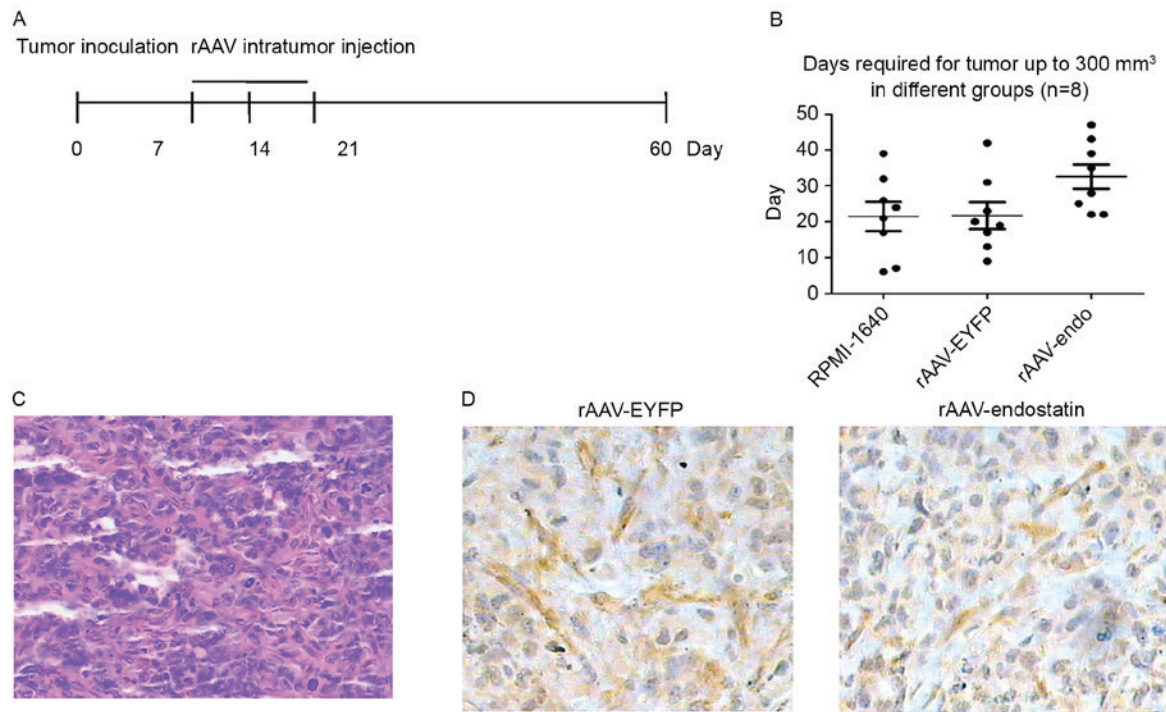 A
Tumor inoculation rAAV intratumor injection
0 7 14 21 60 Day
B
Days required for tumor up to 300 mm³
in different groups (n=8)
Day
50
40
30
20
10
0
RPMI-1640
rAAV-EYFP
rAAV-endo
C
D
rAAV-EYFP
rAAV-endostatin